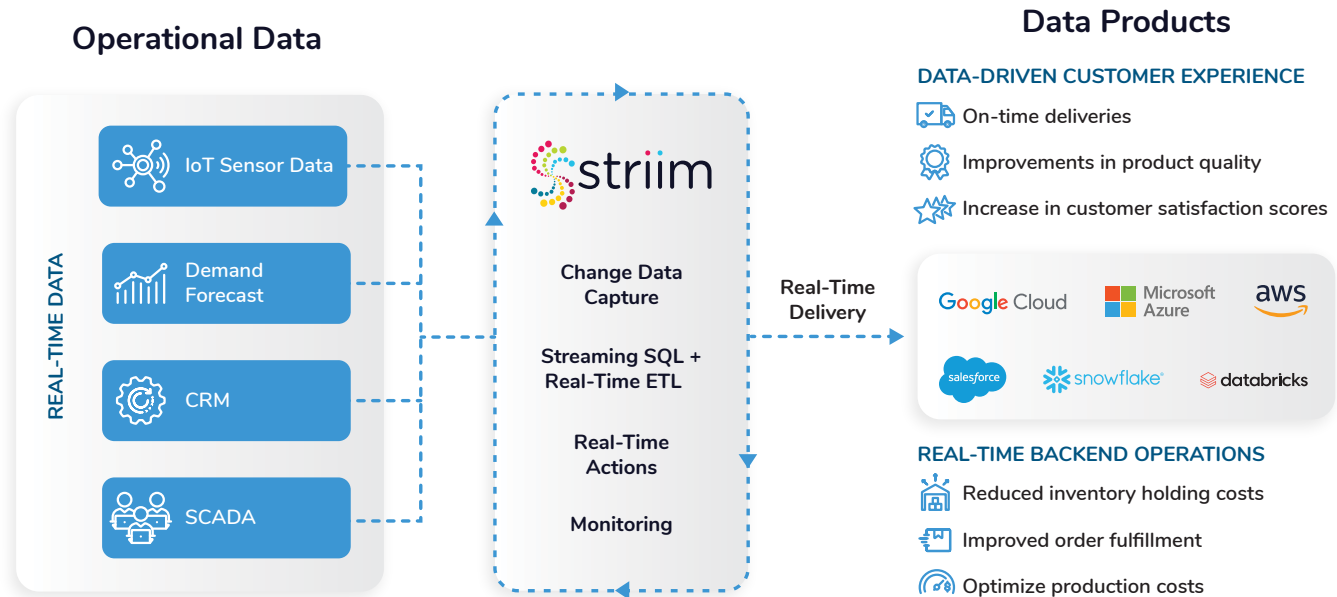 Operational Data
REAL-TIME DATA
IoT Sensor Data
Demand
Forecast
CRM
SCADA
striim
Change Data
Capture
Streaming SQL +
Real-Time ETL
Real-Time
Actions
Monitoring
Real-Time
Delivery
Data Products
DATA-DRIVEN CUSTOMER EXPERIENCE
On-time deliveries
Improvements in product quality
Increase in customer satisfaction scores
Google Cloud
Microsoft
Azure
aws
salesforce
snowflake®
databricks
REAL-TIME BACKEND OPERATIONS
Reduced inventory holding costs
Improved order fulfillment
Optimize production costs